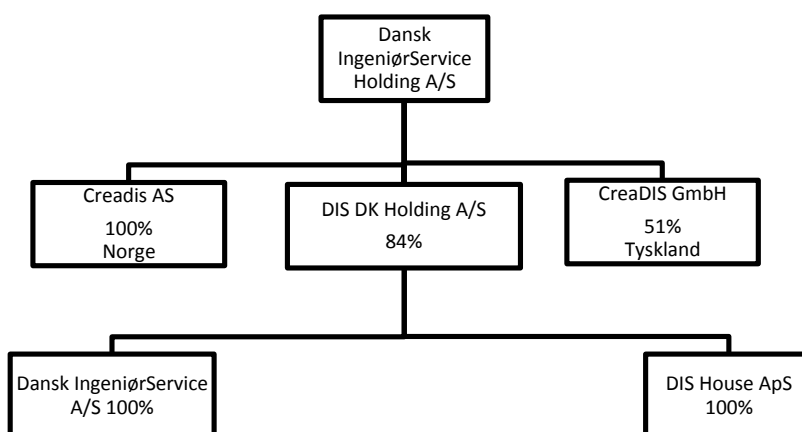 Dansk
IngeniørService
Holding A/S
Creadis AS
100%
Norge
DIS DK Holding A/S
84%
CreaDIS GmbH
51%
Tyskland
Dansk IngeniørService
A/S 100%
DIS House ApS
100%